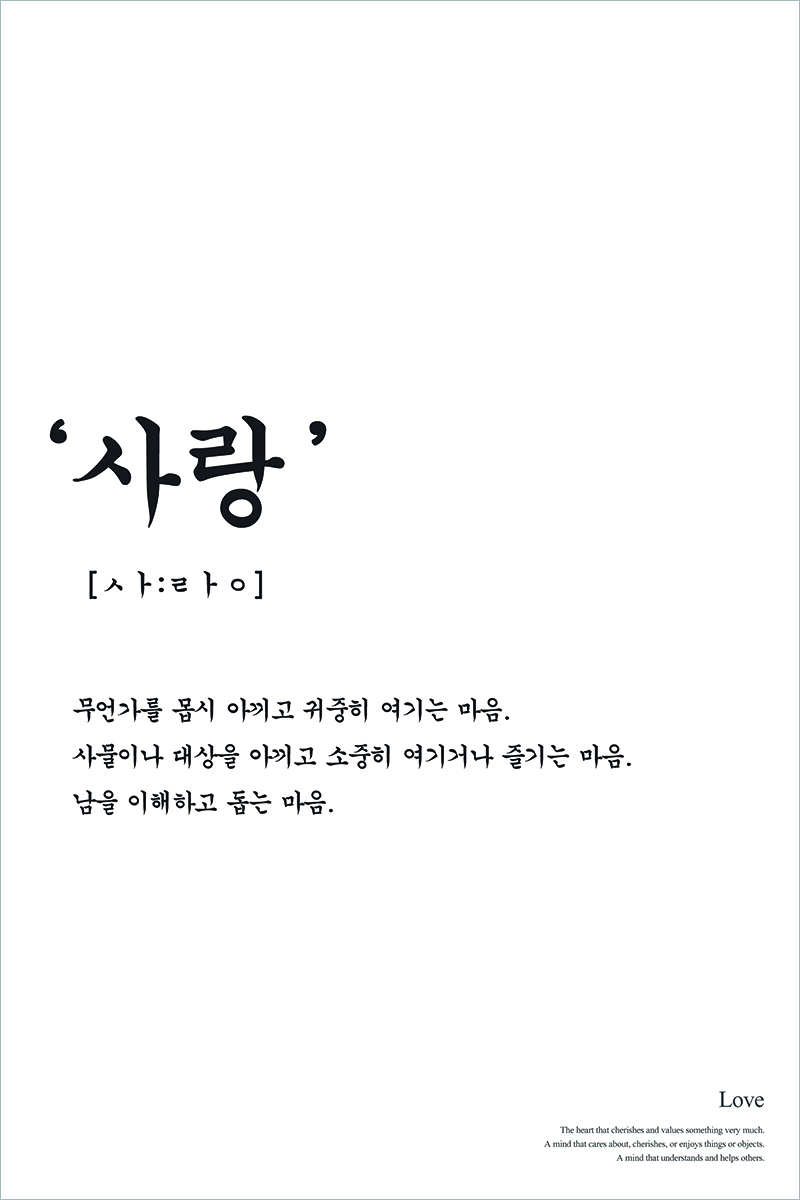 ‘사랑’
[ㅅㅏ:ㄹㅏㅇ]
무언가를 몹시 아끼고 귀중히 여기는 마음.
사물이나 대상을 아끼고 소중히 여기거나 즐기는 마음.
남을 이해하고 돕는 마음.
Love
The heart that cherishes and values something very much.
A mind that cares about, cherishes, or enjoys things or objects.
A mind that understands and helps others.